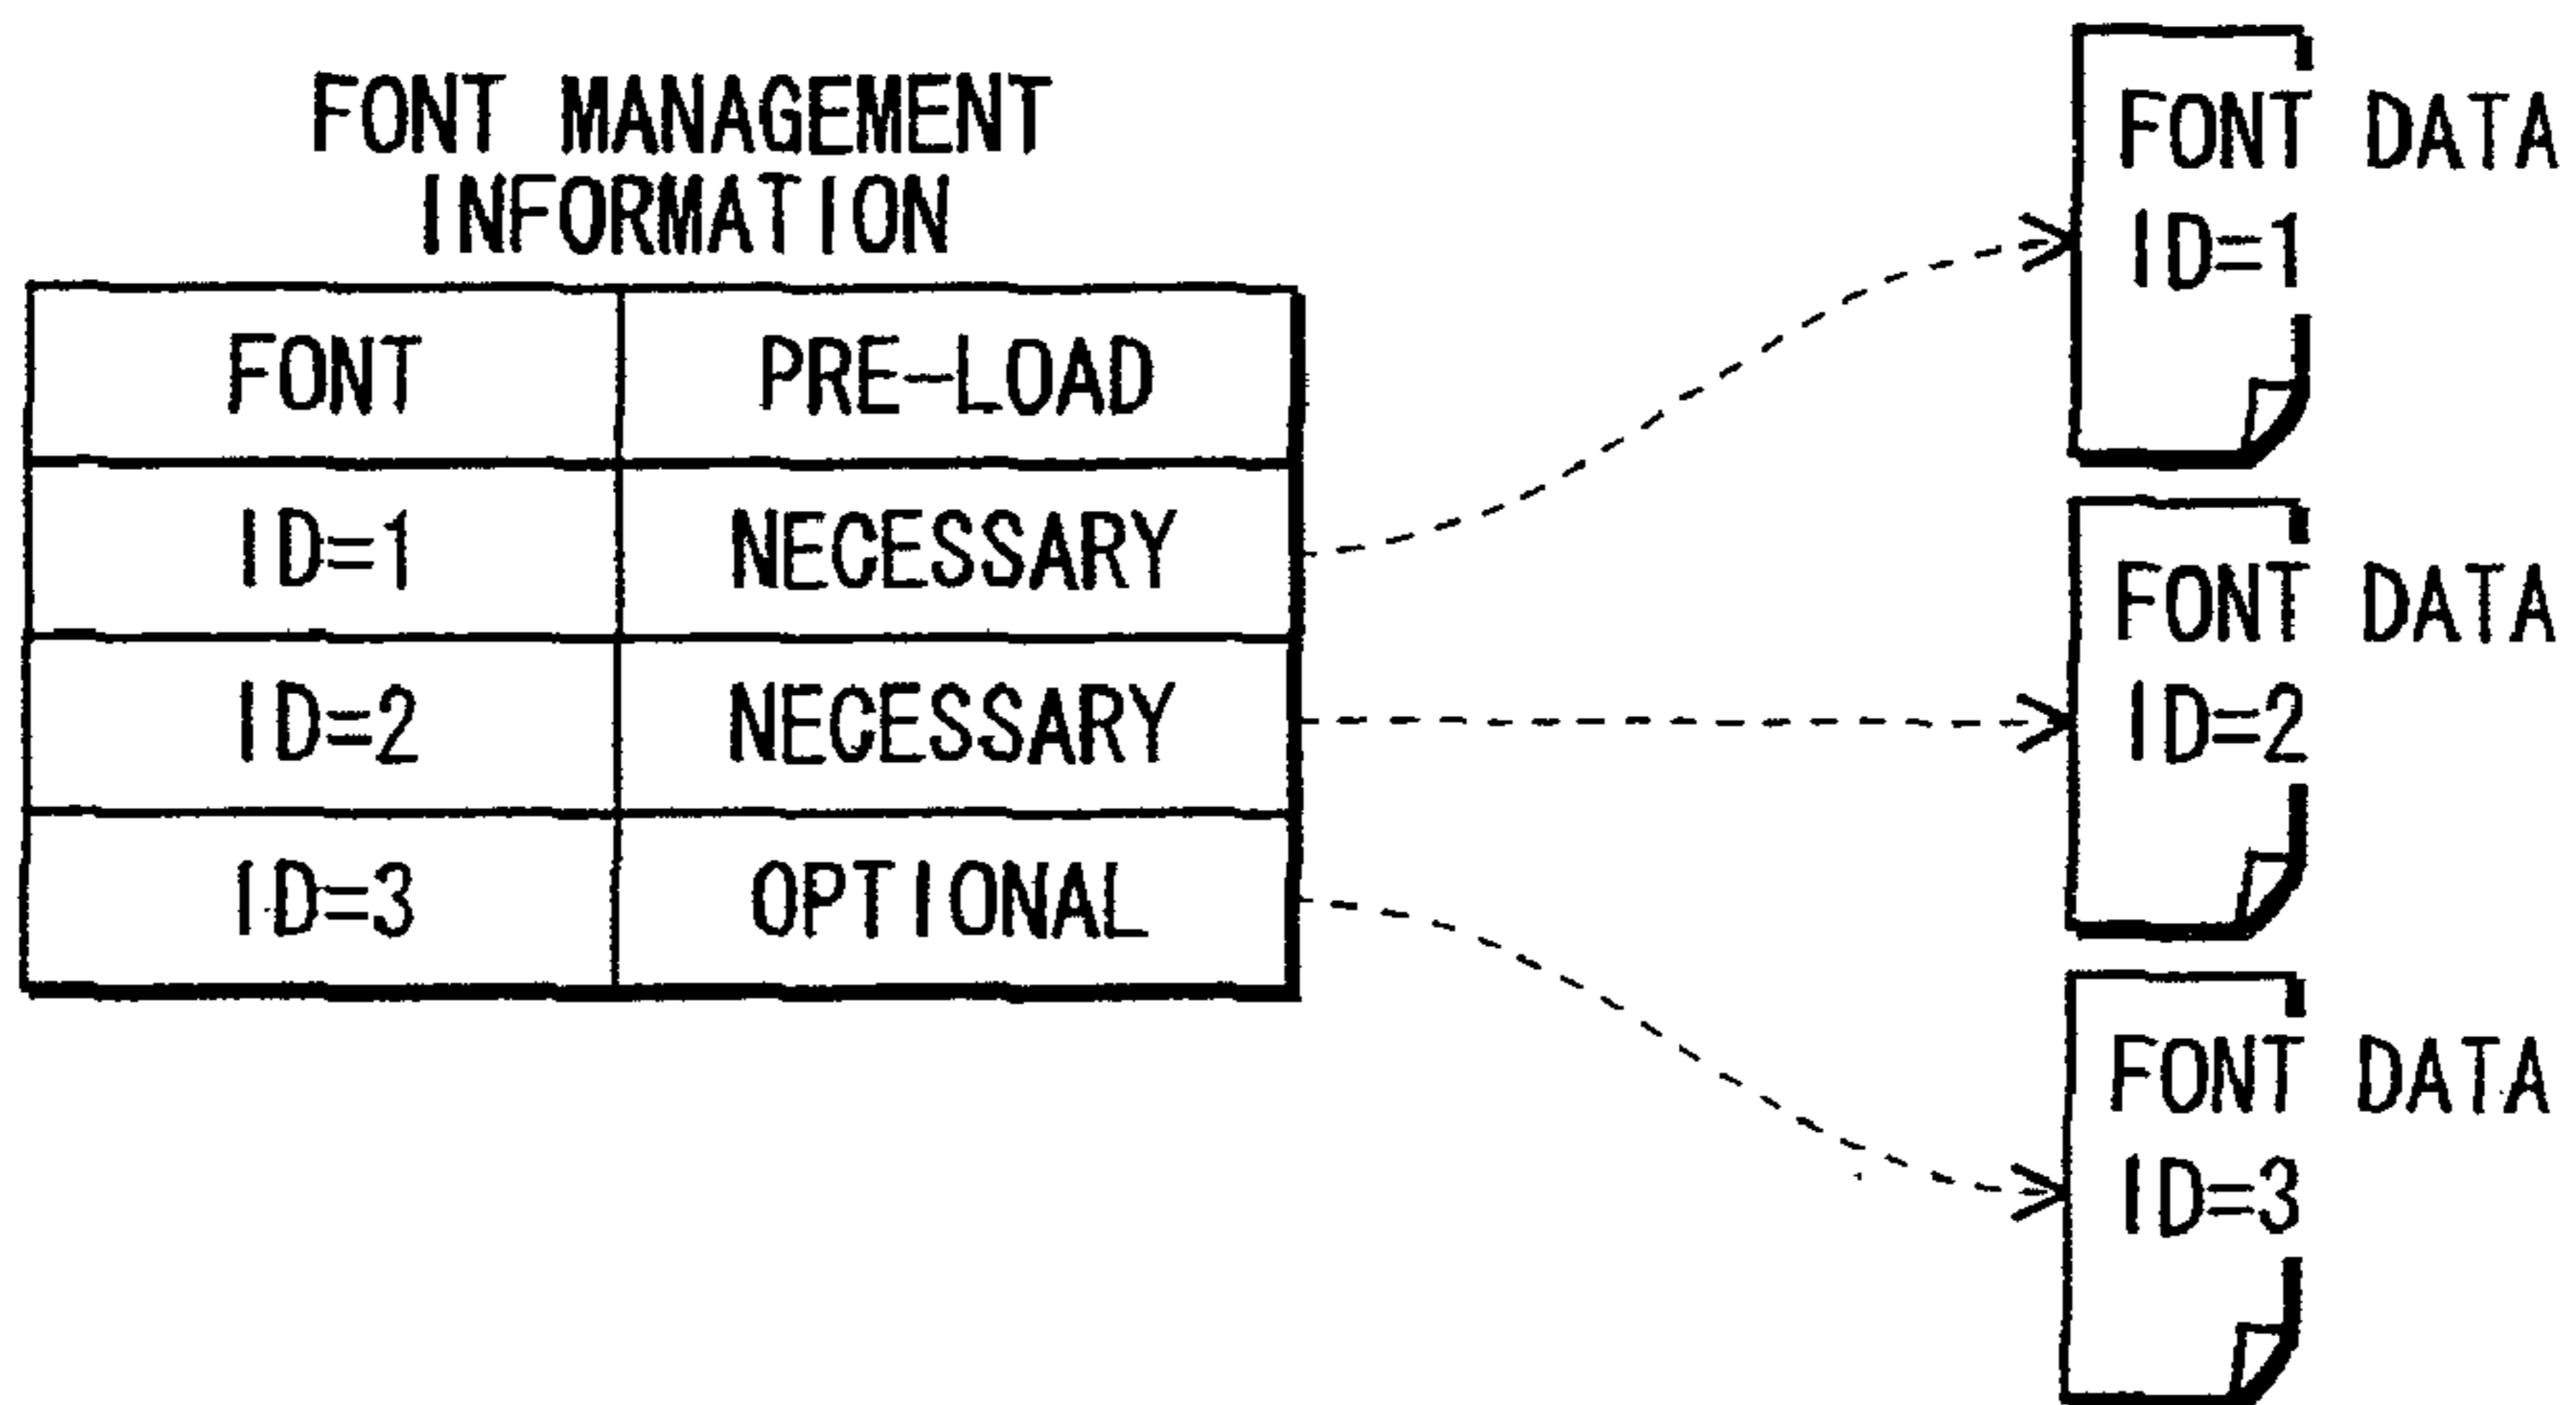 FONT MANAGEMENT
INFORMATION
FONT PRE-LOAD
ID=1 NECESSARY
ID=2 NECESSARY
ID=3 OPTIONAL
FONT DATA
ID=1
FONT DATA
ID=2
FONT DATA
ID=3